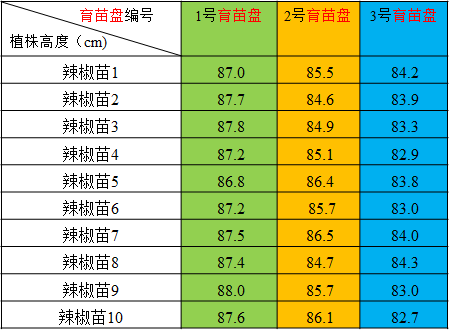 育苗盘编号 1号育苗盘 2号育苗盘 3号育苗盘
植株高度（cm)
辣椒苗1 87.0 85.5 84.2
辣椒苗2 87.7 84.6 83.9
辣椒苗3 87.8 84.9 83.3
辣椒苗4 87.2 85.1 82.9
辣椒苗5 86.8 86.4 83.8
辣椒苗6 87.2 85.7 83.0
辣椒苗7 87.5 86.5 84.0
辣椒苗8 87.4 84.7 84.3
辣椒苗9 88.0 85.7 83.0
辣椒苗10 87.6 86.1 82.7